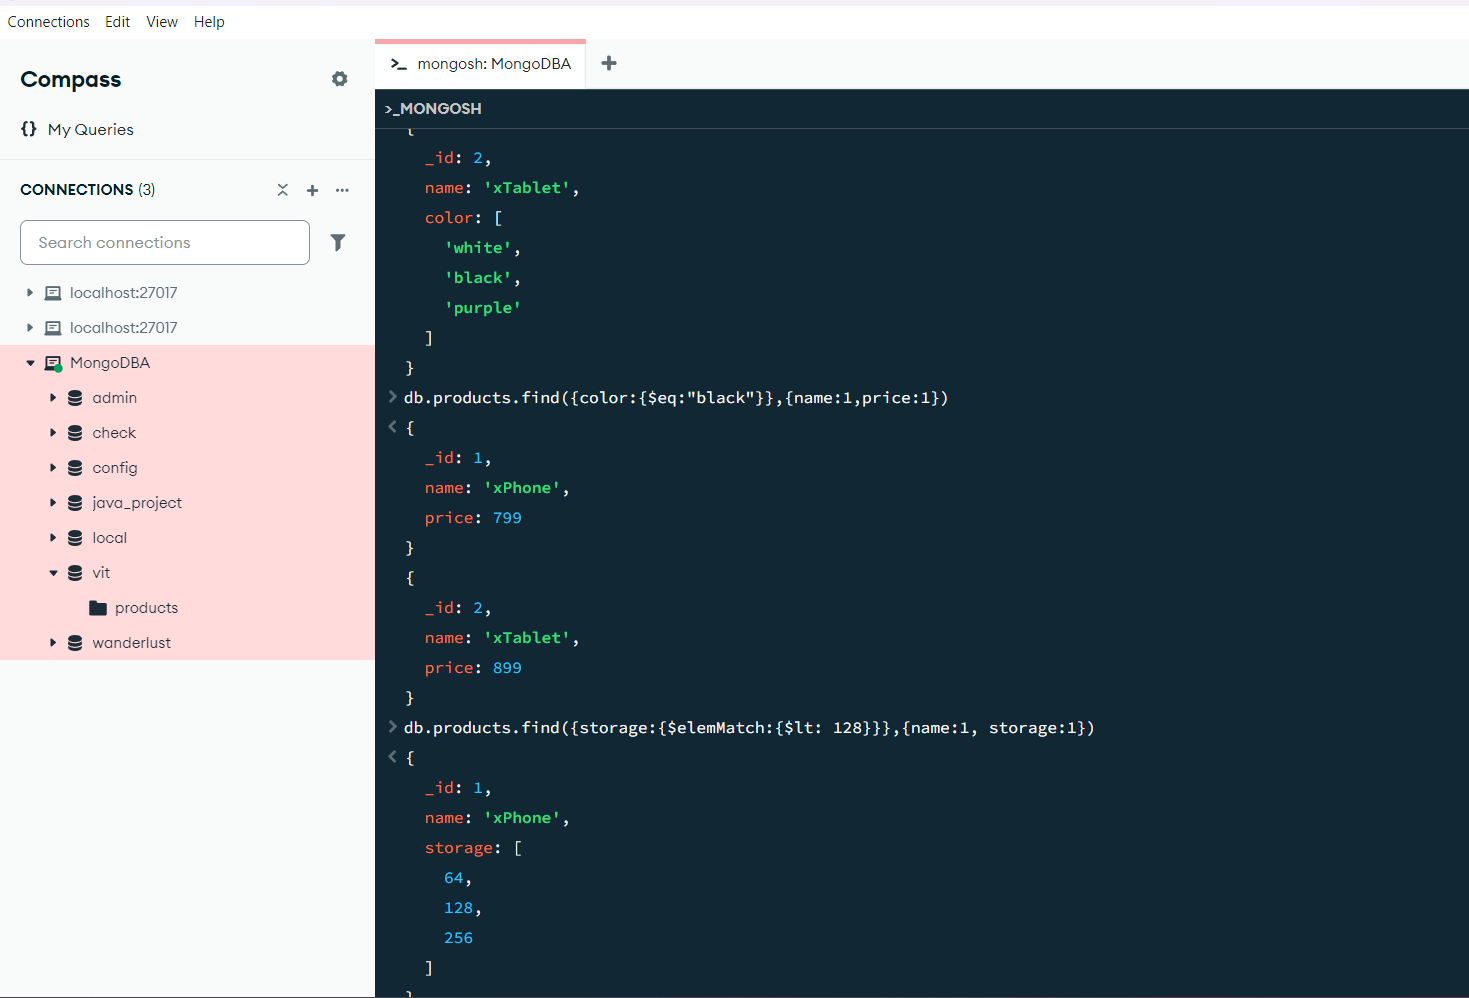 Connections Edit View Help
Compass
{} My Queries
CONNECTIONS (3)
Search connections
localhost:27017
localhost:27017
MongoDBA
admin
check
config
java_project
local
vit
products
wanderlust
>_ mongosh: MongoDBA +
>_MONGOSH
{
_id: 2,
name: 'xTablet',
color: [
'white',
'black',
'purple'
]
}
> db.products.find({color:{$eq:"black"}},{name:1,price:1})
< {
_id: 1,
name: 'xPhone',
price: 799
}
{
_id: 2,
name: 'xTablet',
price: 899
}
> db.products.find({storage:{$elemMatch:{$lt: 128}}},{name:1, storage:1})
< {
_id: 1,
name: 'xPhone',
storage: [
64,
128,
256
]
}